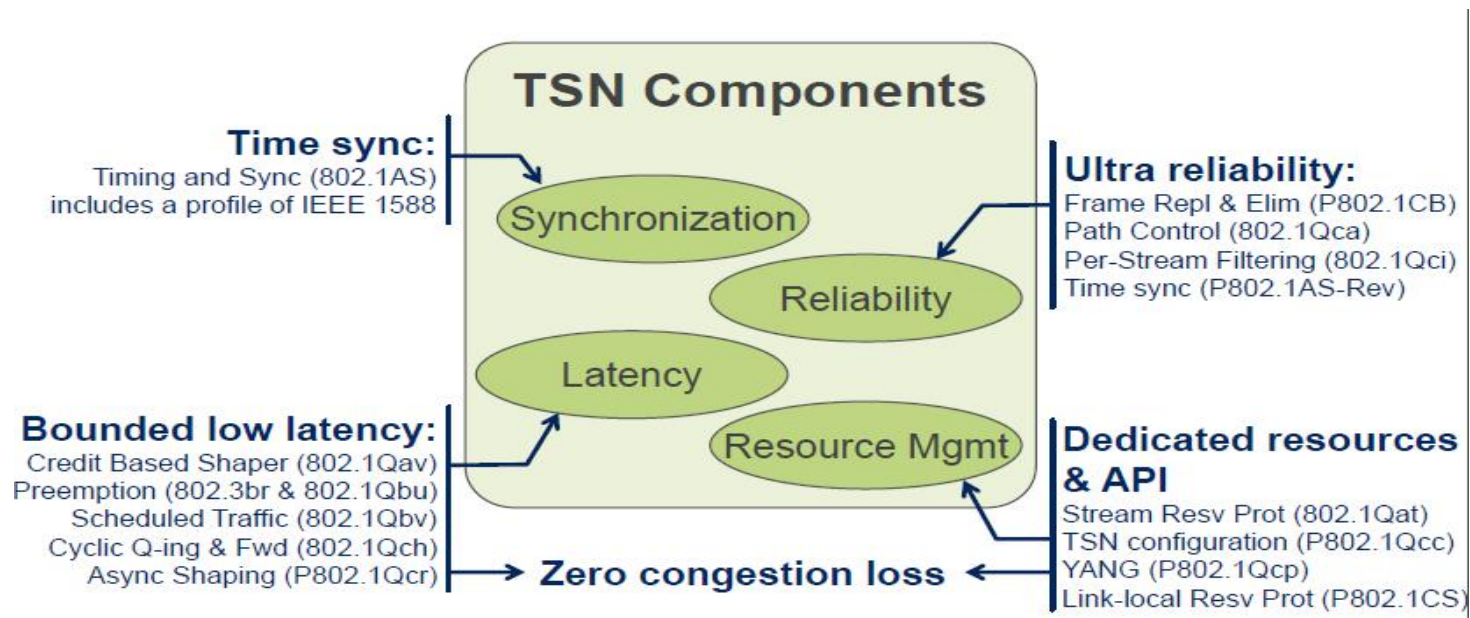 TSN Components
Time sync:
Timing and Sync (802.1AS)
includes a profile of IEEE 1588
Synchronization
Reliability
Latency
Resource Mgmt
Ultra reliability:
Frame Repl & Elim (P802.1CB)
Path Control (802.1Qca)
Per-Stream Filtering (802.1Qci)
Time sync (P802.1AS-Rev)
Bounded low latency:
Credit Based Shaper (802.1Qav)
Preemption (802.3br & 802.1Qbu)
Scheduled Traffic (802.1Qbv)
Cyclic Q-ing & Fwd (802.1Qch)
Async Shaping (P802.1Qcr)
Zero congestion loss
Dedicated resources
& API
Stream Resv Prot (802.1Qat)
TSN configuration (P802.1Qcc)
YANG (P802.1Qcp)
Link-local Resv Prot (P802.1CS)